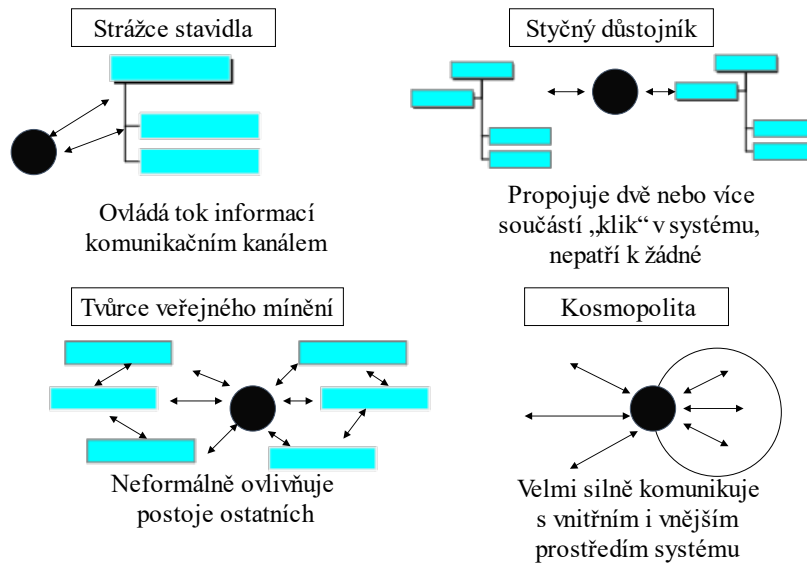 Strážce stavidla
Ovládá tok informací
komunikačním kanálem
Styčný důstojník
Propojuje dvě nebo více
součástí „klik“ v systému,
nepatří k žádné
Tvůrce veřejného mínění
Neformálně ovlivňuje
postoje ostatních
Kosmopolita
Velmi silně komunikuje
s vnitřním i vnějším
prostředím systému